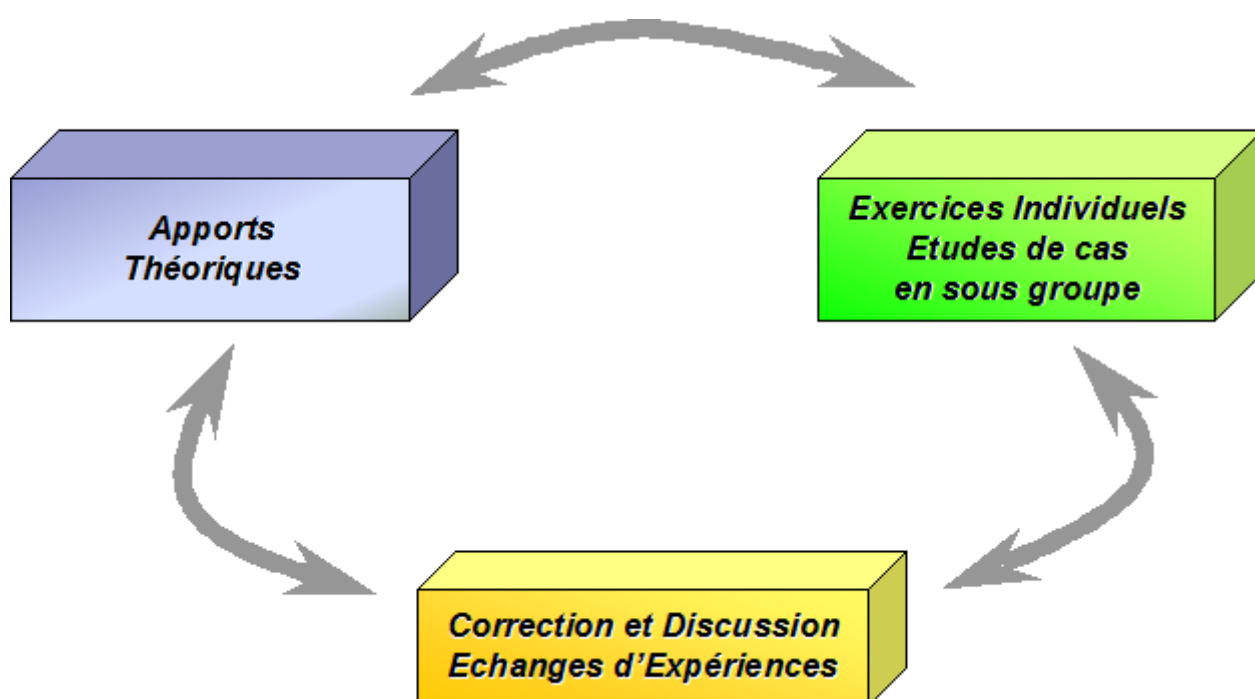 Apports
Théoriques
Exercices Individuels
Etudes de cas
en sous groupe
Correction et Discussion
Echanges d’Expériences